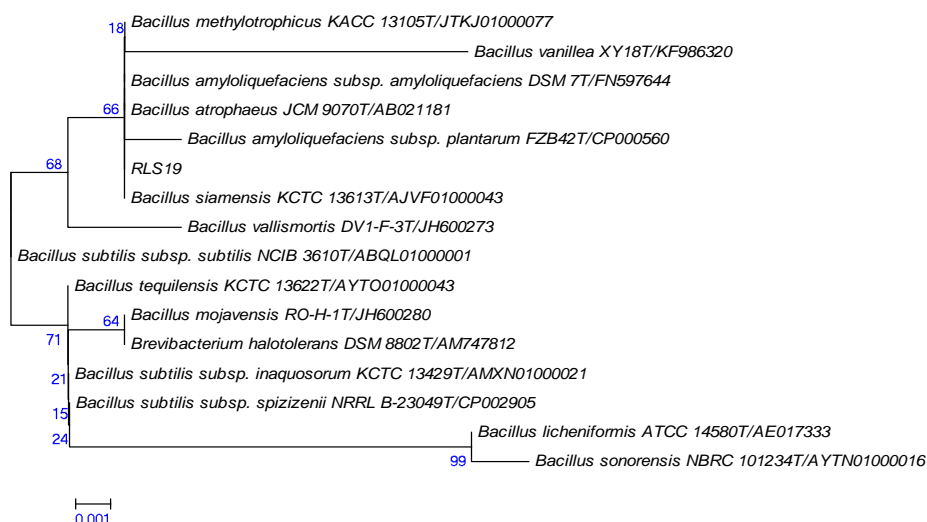 Bacillus methylotrophicus KACC 13105T/JTKJ01000077
18
Bacillus vanillea XY18T/KF986320
Bacillus amyloliquefaciens subsp. amyloliquefaciens DSM 7T/FN597644
66
Bacillus atrophaeus JCM 9070T/AB021181
Bacillus amyloliquefaciens subsp. plantarum FZB42T/CP000560
68
RLS19
Bacillus siamensis KCTC 13613T/AJVF01000043
Bacillus vallismortis DV1-F-3T/JH600273
Bacillus subtilis subsp. subtilis NCIB 3610T/ABQL01000001
Bacillus tequilensis KCTC 13622T/AYTO01000043
64
Bacillus mojavensis RO-H-1T/JH600280
71
Brevibacterium halotolerans DSM 8802T/AM747812
21
Bacillus subtilis subsp. inaquosorum KCTC 13429T/AMXN01000021
Bacillus subtilis subsp. spizizenii NRRL B-23049T/CP002905
15
24
Bacillus licheniformis ATCC 14580T/AE017333
99
Bacillus sonorensis NBRC 101234T/AYTN01000016
0.001